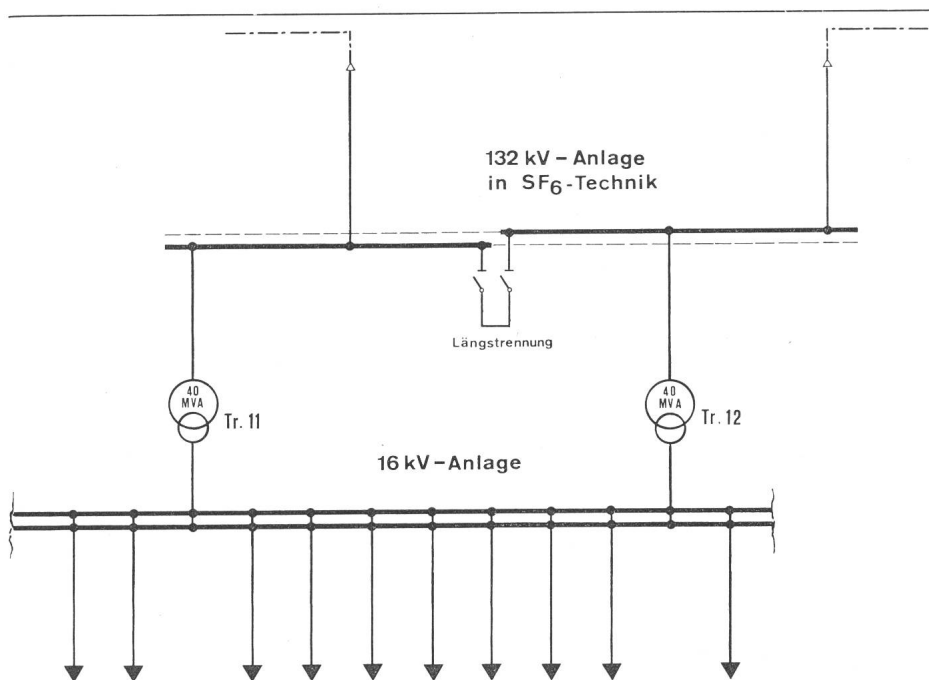 132 kV – Anlage
in SF6 - Technik
Längstrennung
40
MVA
Tr. 11
40
MVA
Tr. 12
16 kV – Anlage